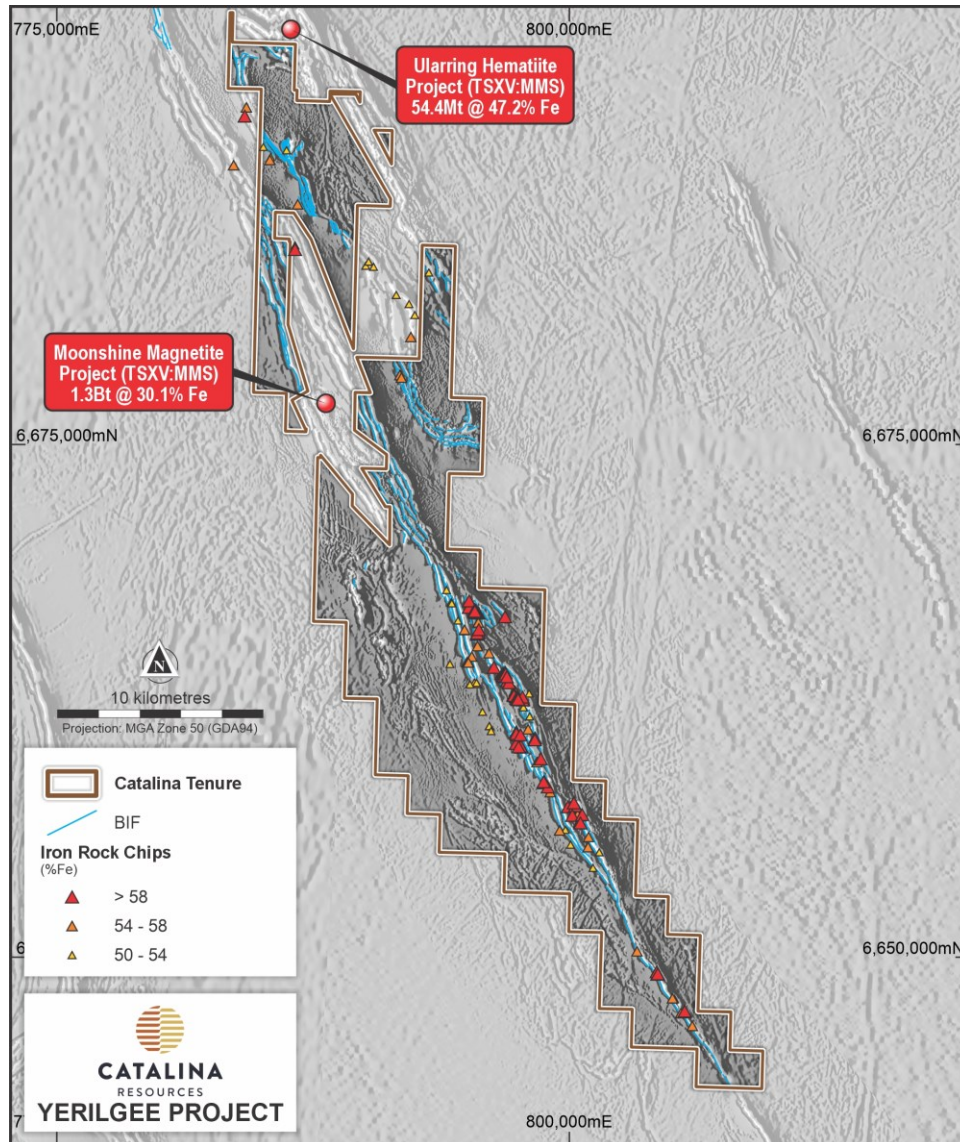 775,000mE
800,000mE
Ularring Hematiite
Project (TSXV:MMS)
54.4Mt @ 47.2% Fe
Moonshine Magnetite
Project (TSXV:MMS)
1.3Bt @ 30.1% Fe
6,675,000mN
6,675,000mN
N
10 kilometres
Projection: MGA Zone 50 (GDA94)
Catalina Tenure
BIF
Iron Rock Chips
(%Fe)
> 58
54 - 58
50 - 54
6,650,000mN
CATALINA
RESOURCES
YERILGEE PROJECT
800,000mE